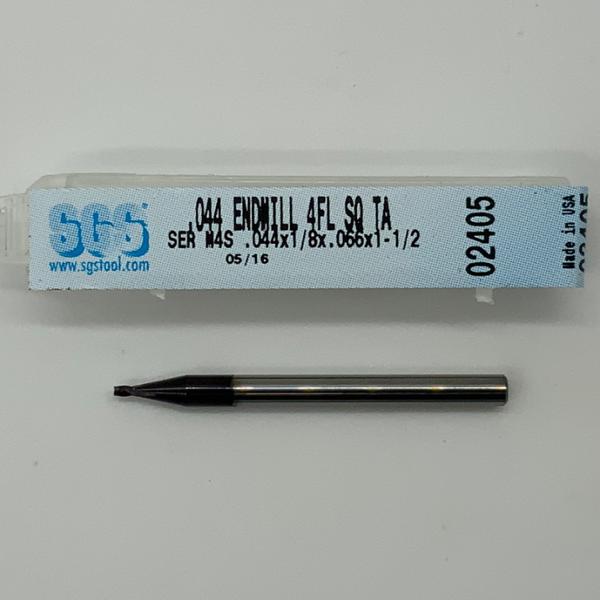 SGS
www.sgstool.com
.044 ENDMILL 4FL SQ TA
SER M4S .044x1/8x.066x1-1/2
05/16
02405
Made in USA
02405